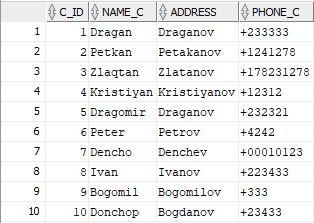 C_ID NAME_C ADDRESS PHONE_C
1 1 Dragan Draganov +233333
2 2 Petkan Petakanov +1241278
3 3 Zlaqtan Zlatanov +178231278
4 4 Kristiyan Kristiyanov +12312
5 5 Dragomir Draganov +232321
6 6 Peter Petrov +4242
7 7 Dencho Denchev +00010123
8 8 Ivan Ivanov +223433
9 9 Bogomil Bogomilov +333
10 10 Donchop Bogdanov +23433